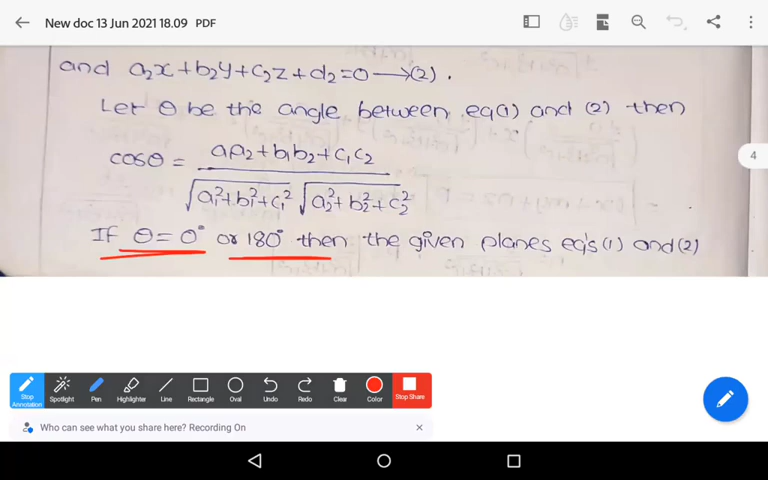 New doc 13 Jun 2021 18.09 PDF
and a₂x+b₂y+c₂z+d₂=0→(2).
Let θ be the angle between eq(1) and (2) then
cosθ = a₁a₂+b₁b₂+c₁c₂ / √a₁²+b₁²+c₁² √a₂²+b₂²+c₂²
4
If θ=0° or 180° then the given planes eq's (1) and (2)
Stop Annotation Spotlight Pen Highlighter Line Rectangle Oval Undo Redo Clear Color Stop Share
Who can see what you share here? Recording On